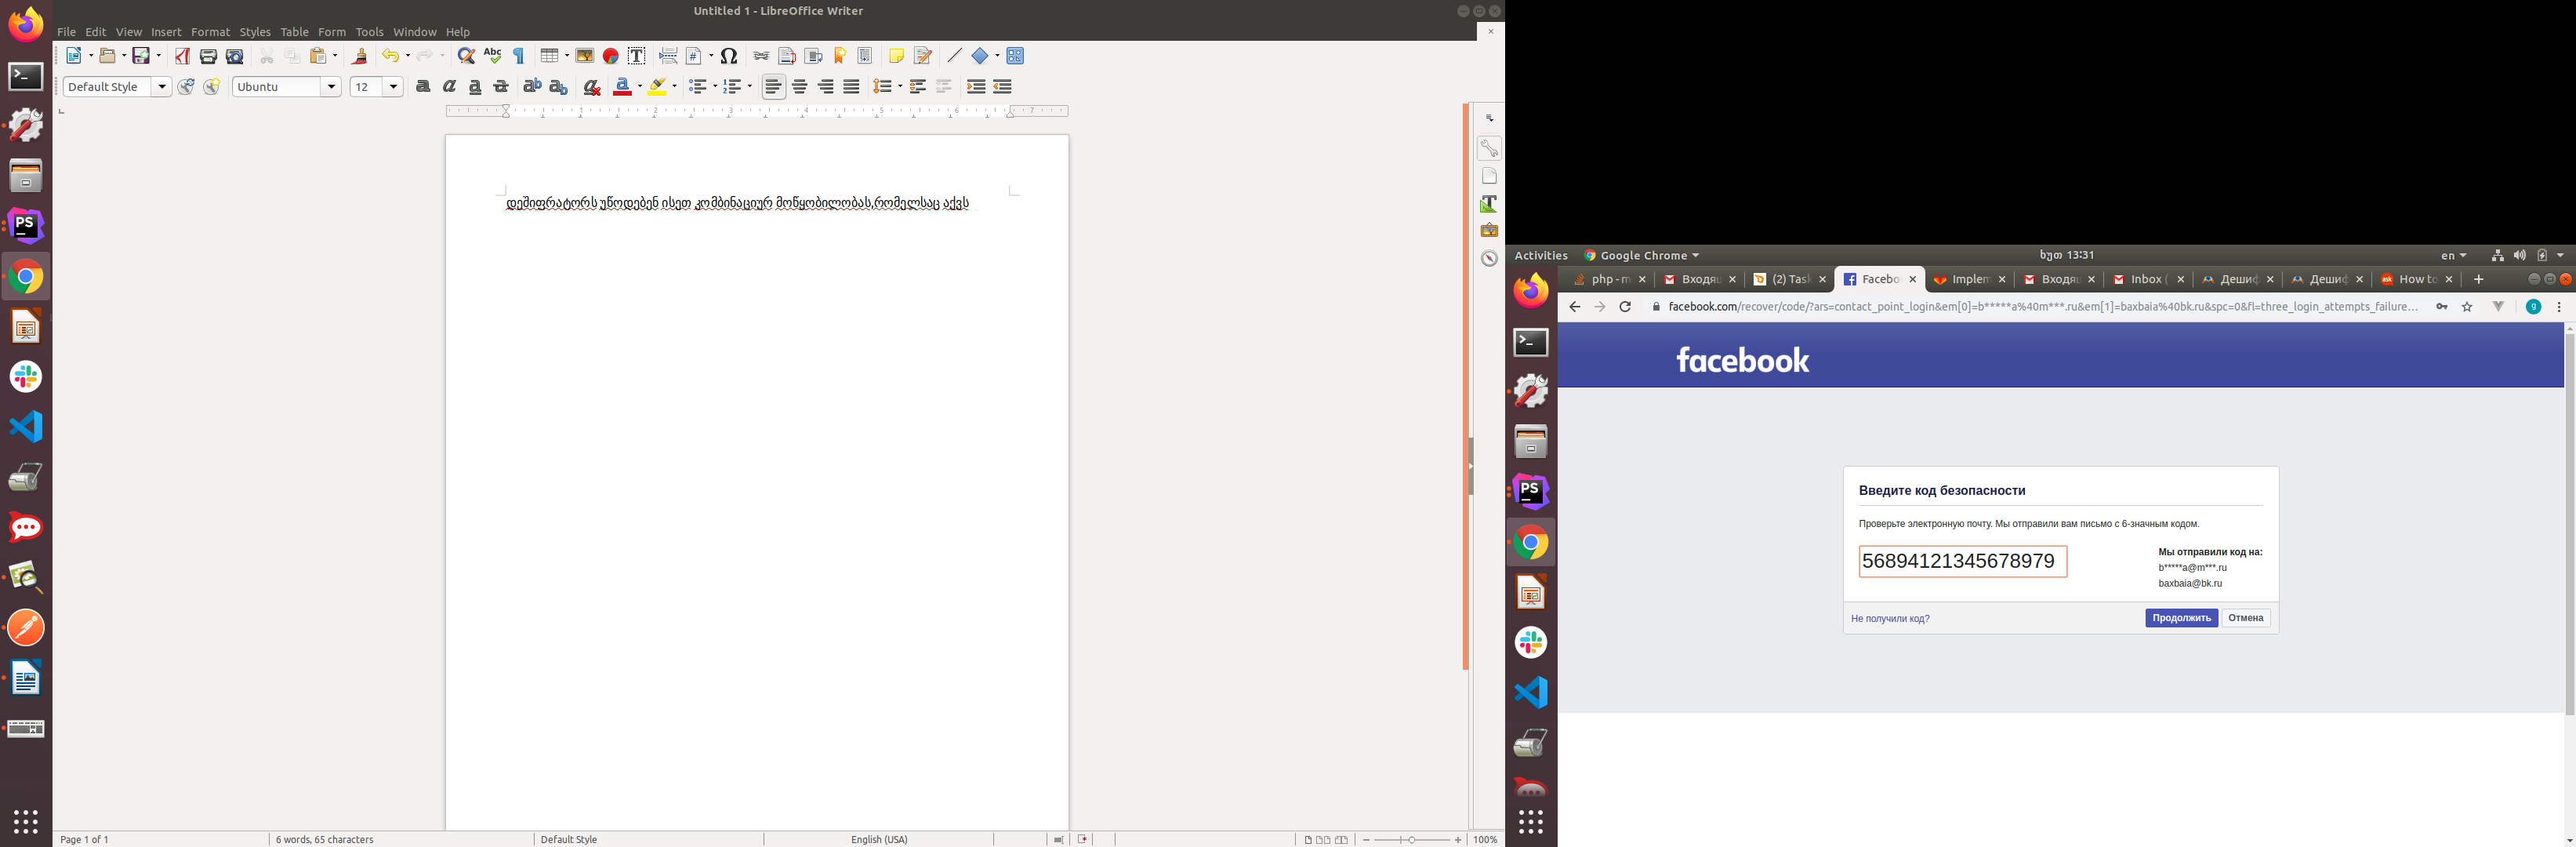 Untitled 1 - LibreOffice Writer
File Edit View Insert Format Styles Table Form Tools Window Help
Default Style Ubuntu 12
დეშიფრატორს უწოდებენ ისეთ კომბინაციურ მოწყობილობას,რომელსაც აქვს
Page 1 of 1 6 words, 65 characters Default Style English (USA) 100%
Activities Google Chrome ხუთ 13:31 en
php - m Входящ (2) Task Facebo Implem Входящ Inbox ( Дешиф Дешиф How to
facebook.com/recover/code/?ars=contact_point_login&em[0]=b*****a%40m***.ru&em[1]=baxbaia%40bk.ru&spc=0&fl=three_login_attempts_failure...
facebook
Введите код безопасности
Проверьте электронную почту. Мы отправили вам письмо с 6-значным кодом.
56894121345678979
Мы отправили код на:
b*****a@m***.ru
baxbaia@bk.ru
Не получили код? Продолжить Отмена